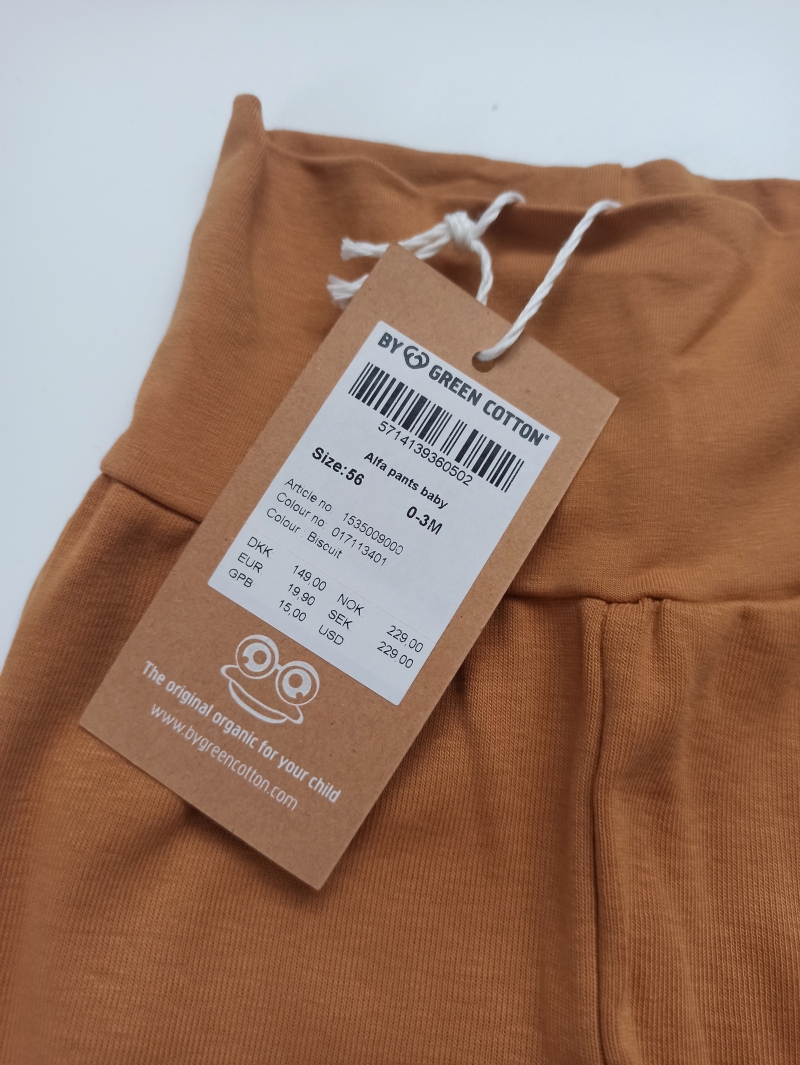 BY GREEN COTTON®
5714139360502
Alfa pants baby
Size:56 0-3M
Article no 1535009000
Colour no 017113401
Colour Biscuit
DKK 149,00 NOK 229,00
EUR 19,90 SEK 229,00
GPB 15,00 USD
The original organic for your child
www.bygreencotton.com